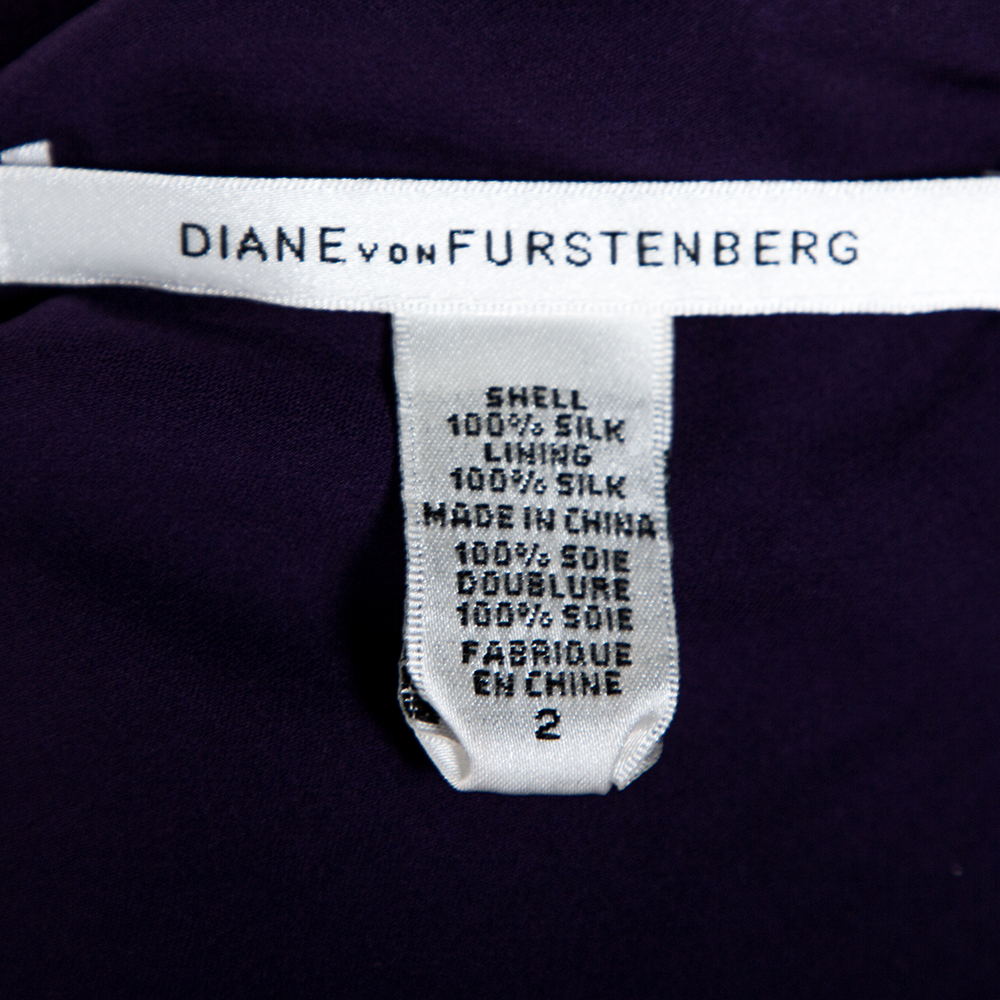 DIANE VON FURSTENBERG
SHELL
100% SILK
LINING
100% SILK
MADE IN CHINA
100% SOIE
DOUBLURE
100% SOIE
FABRIQUE
EN CHINE
2